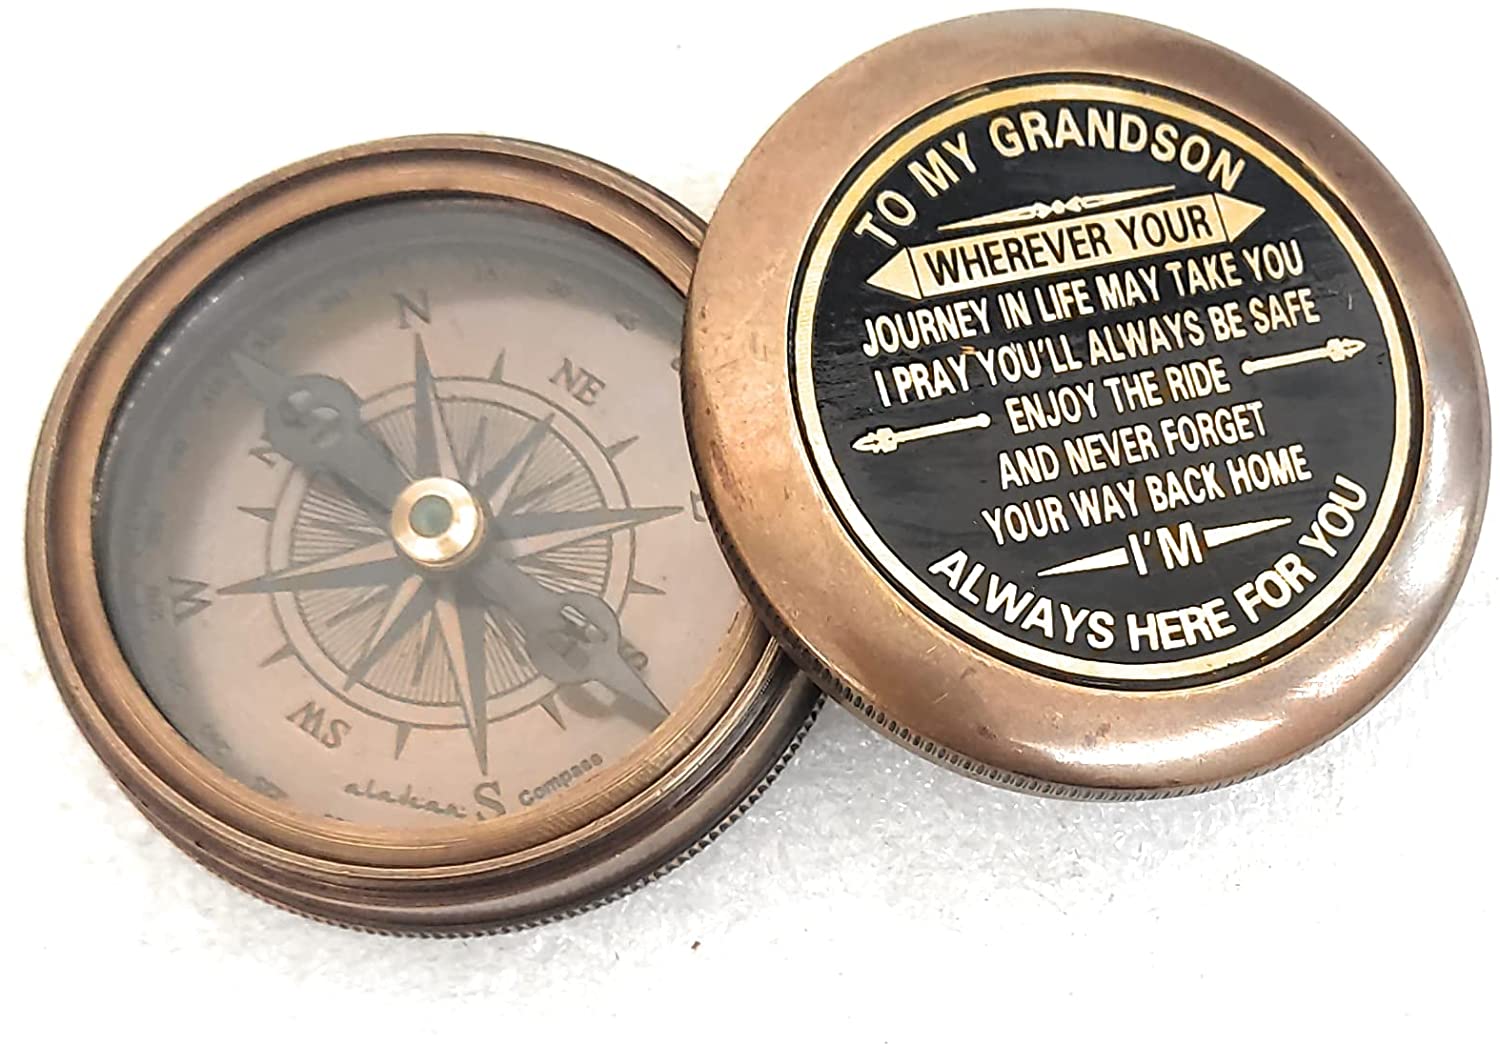 TO MY GRANDSON
WHEREVER YOUR
JOURNEY IN LIFE MAY TAKE YOU
I PRAY YOU'LL ALWAYS BE SAFE
ENJOY THE RIDE
AND NEVER FORGET
YOUR WAY BACK HOME
I'M
ALWAYS HERE FOR YOU
N
NE
E
W
SW
S
Compass